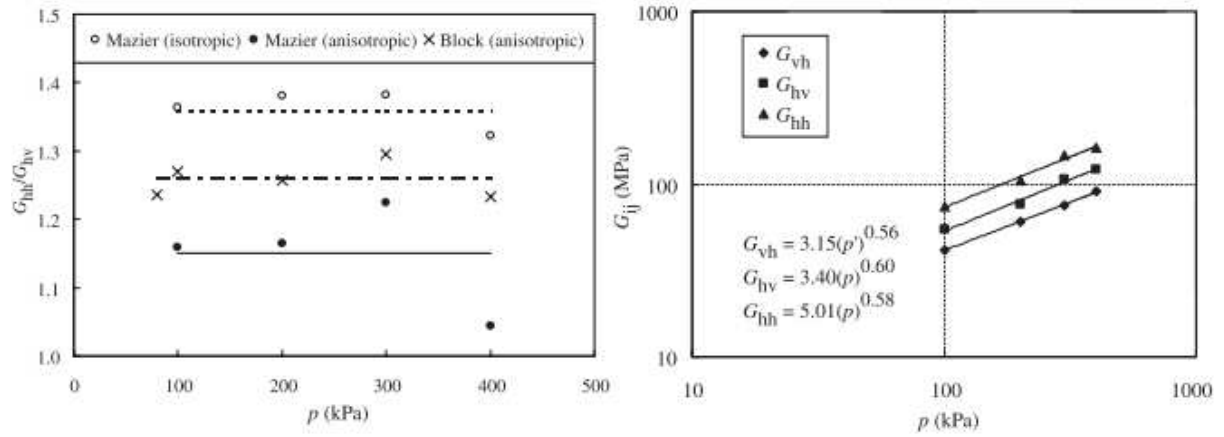 1.5
○ Mazier (isotropic) ● Mazier (anisotropic) × Block (anisotropic)
1.4
1.3
1.2
1.1
1.0
G_hh/G_hv
0 100 200 300 400 500
p (kPa)
1000
100
10
G_ij (MPa)
◆ G_vh
■ G_hv
▲ G_hh
G_vh = 3.15(p')^0.56
G_hv = 3.40(p)^0.60
G_hh = 5.01(p)^0.58
10 100 1000
p (kPa)